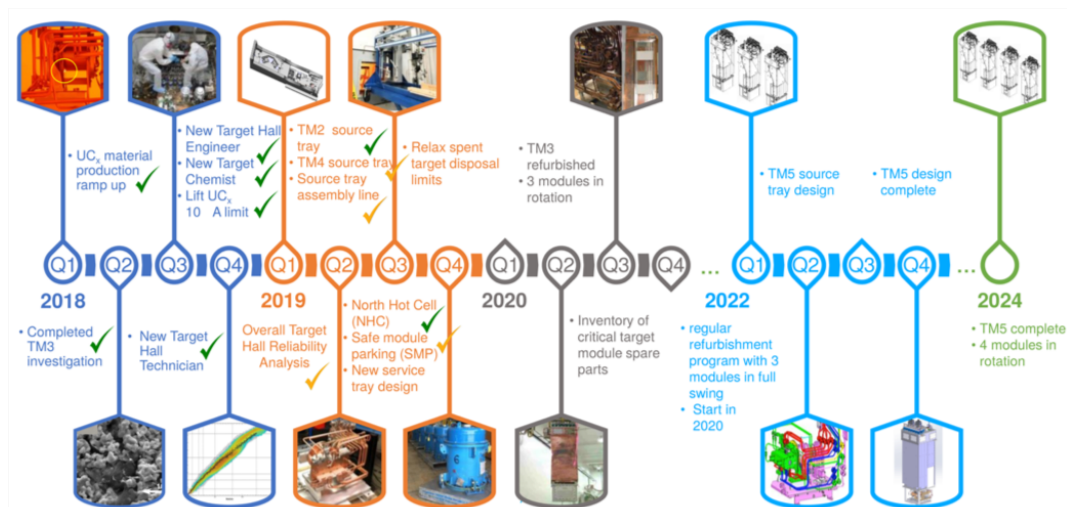 • UCx material
production
ramp up
• New Target Hall
Engineer
• New Target
Chemist
• Lift UCx
10 A limit
• TM2 source
tray
• TM4 source tray
• Source tray
assembly line
• Relax spent
target disposal
limits
• TM3
refurbished
• 3 modules in
rotation
• TM5 source
tray design
• TM5 design
complete
Q1 Q2 Q3 Q4 Q1 Q2 Q3 Q4 Q1 Q2 Q3 Q4 ... Q1 Q2 Q3 Q4 ...
2018 2019 2020 2022 2024
• Completed
TM3
investigation
• New Target
Hall
Technician
Overall Target
Hall Reliability
Analysis
• North Hot Cell
(NHC)
• Safe module
parking (SMP)
• New service
tray design
• Inventory of
critical target
module spare
parts
• regular
refurbishment
program with 3
modules in full
swing
• Start in
2020
• TM5 complete
• 4 modules in
rotation
6